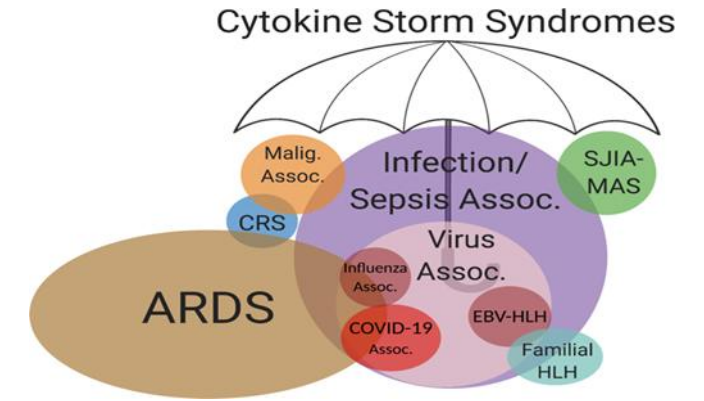 Cytokine Storm Syndromes
Malig.
Assoc.
Infection/
Sepsis Assoc.
SJIA-
MAS
CRS
Virus
Assoc.
Influenza
Assoc.
ARDS
COVID-19
Assoc.
EBV-HLH
Familial
HLH